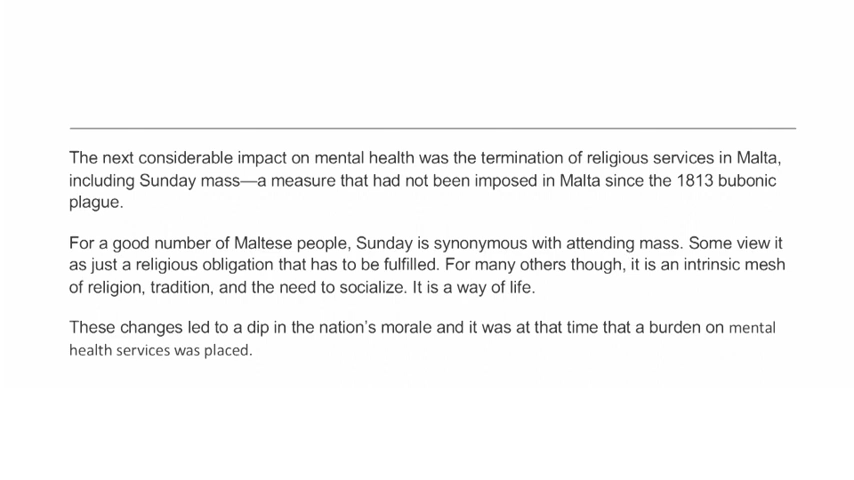 The next considerable impact on mental health was the termination of religious services in Malta,
including Sunday mass—a measure that had not been imposed in Malta since the 1813 bubonic
plague.
For a good number of Maltese people, Sunday is synonymous with attending mass. Some view it
as just a religious obligation that has to be fulfilled. For many others though, it is an intrinsic mesh
of religion, tradition, and the need to socialize. It is a way of life.
These changes led to a dip in the nation's morale and it was at that time that a burden on mental
health services was placed.